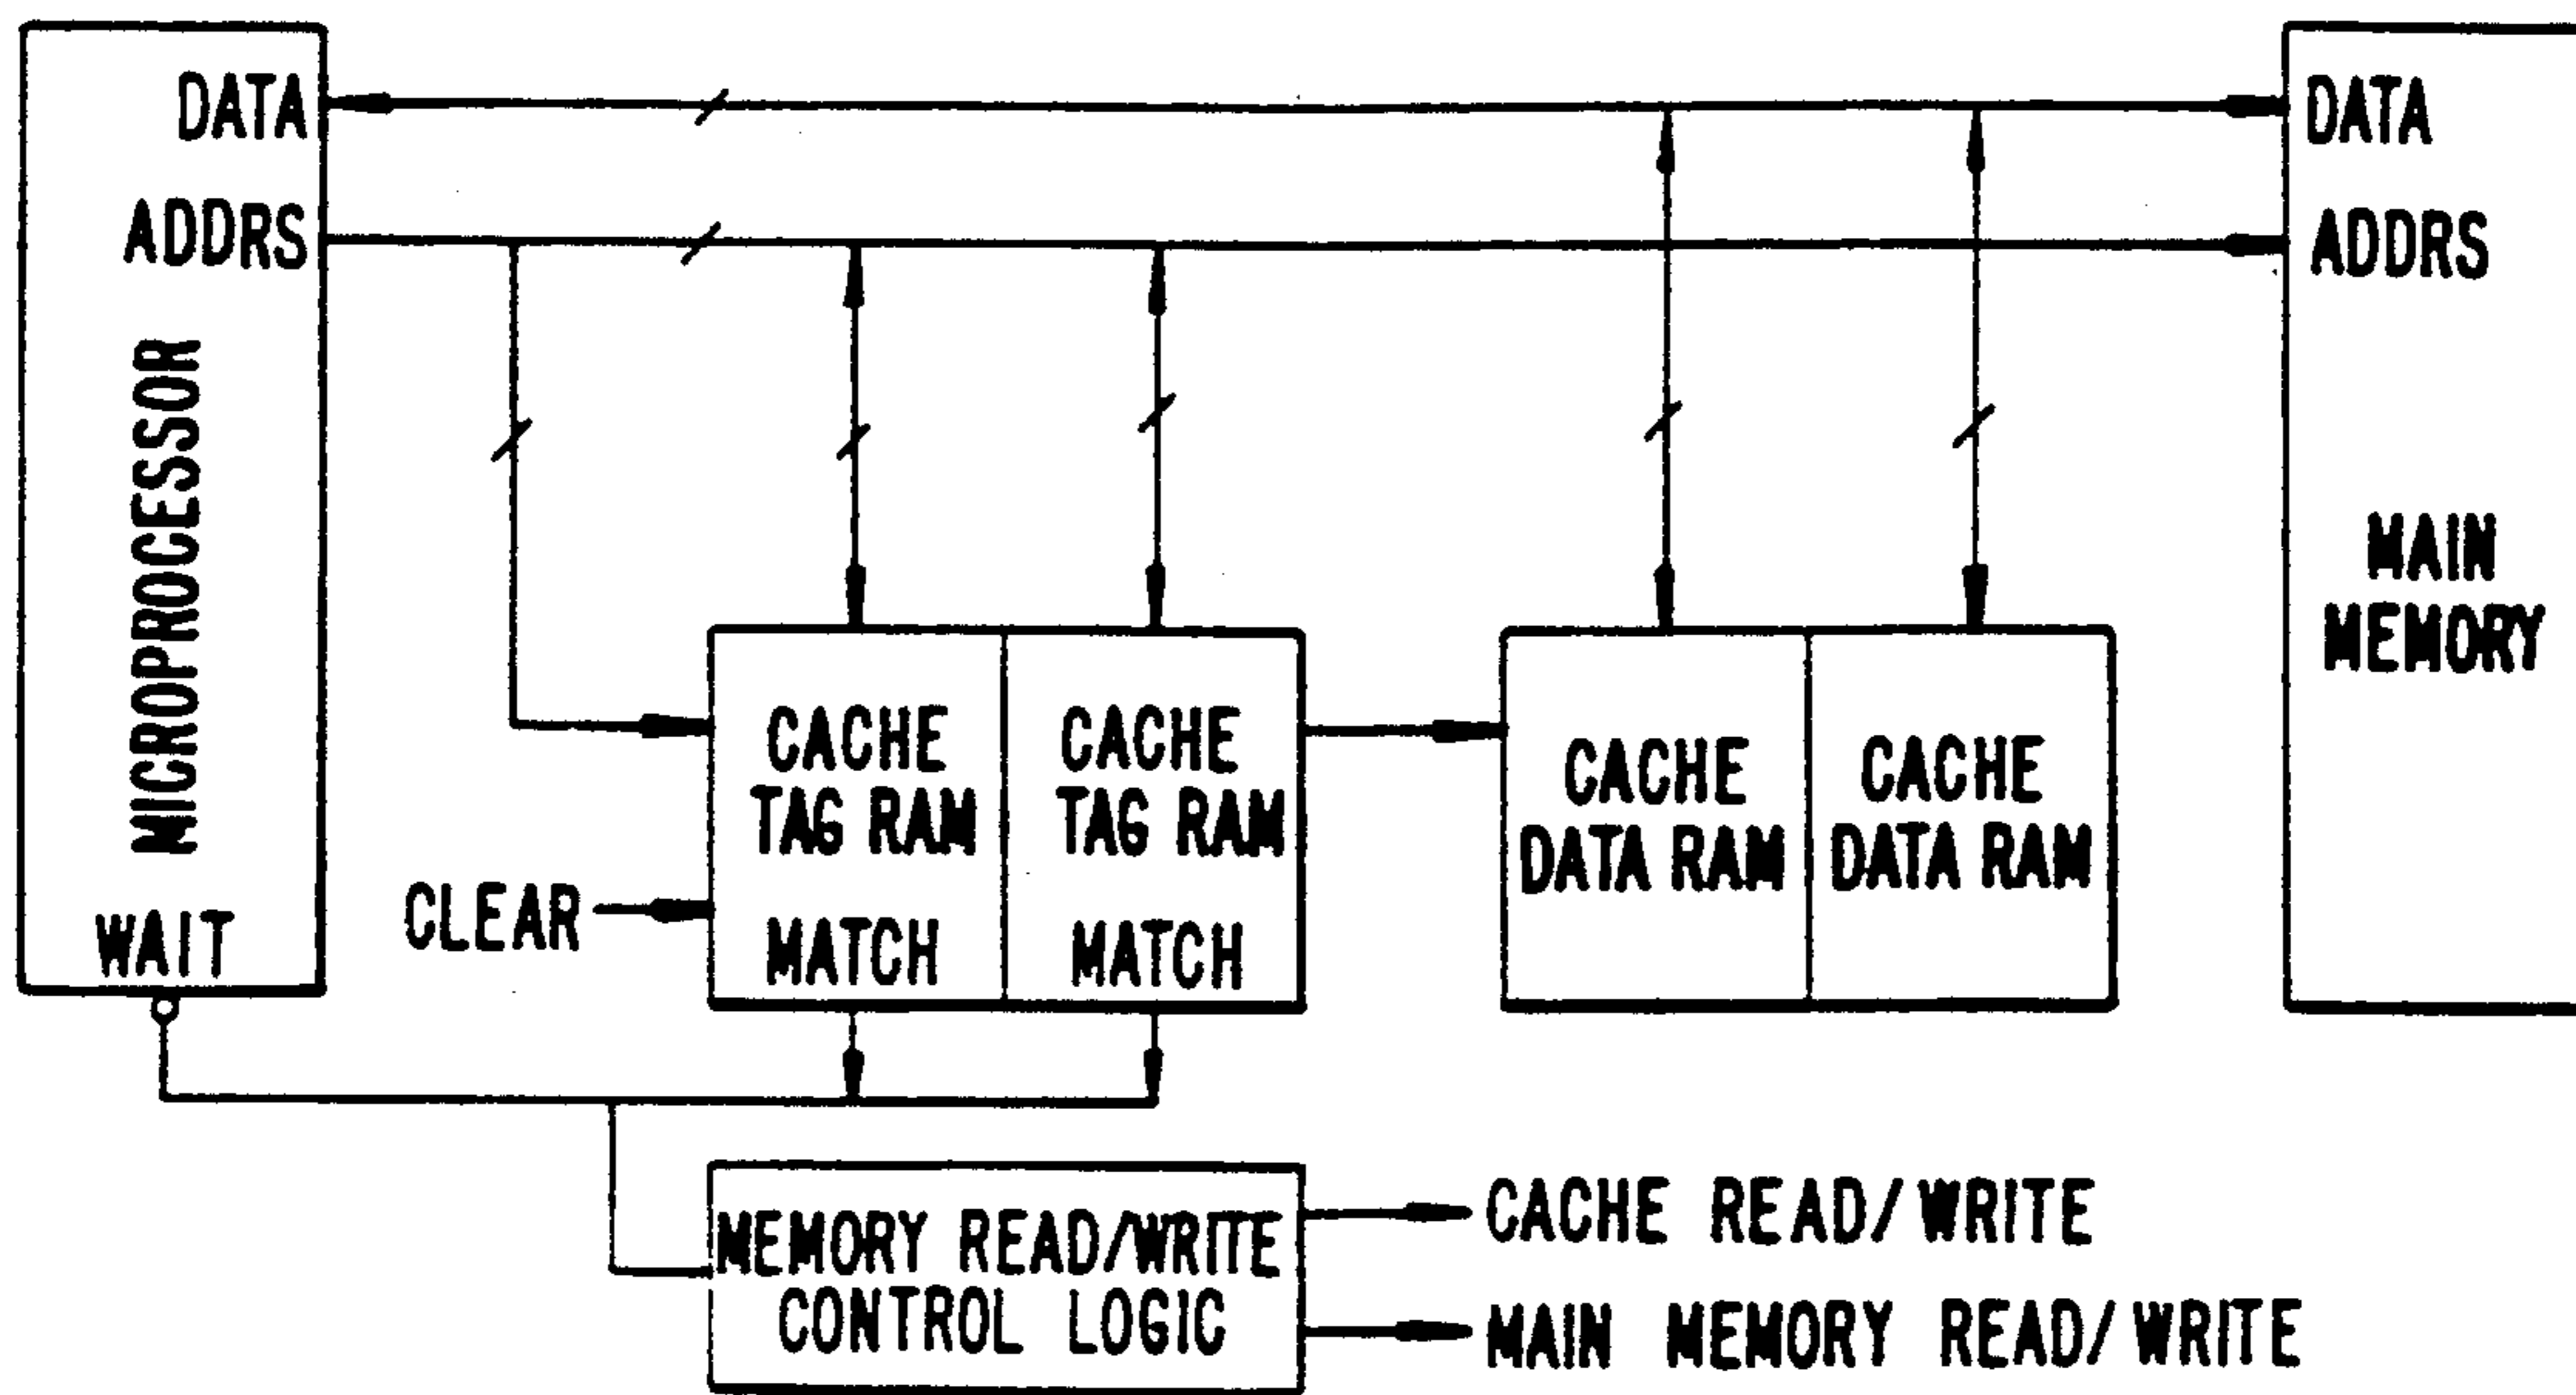 DATA
ADDRS
MICROPROCESSOR
WAIT
CLEAR
CACHE
TAG RAM
MATCH
CACHE
TAG RAM
MATCH
CACHE
DATA RAM
CACHE
DATA RAM
DATA
ADDRS
MAIN
MEMORY
MEMORY READ/WRITE
CONTROL LOGIC
CACHE READ/WRITE
MAIN MEMORY READ/WRITE